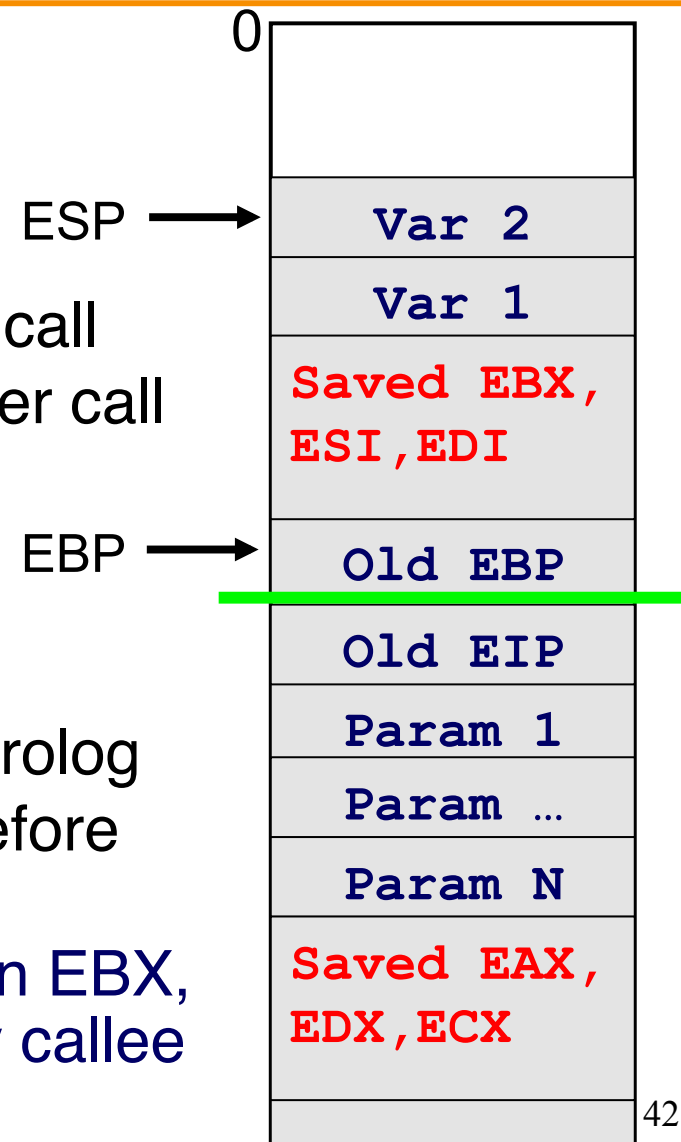 0
ESP
Var 2
Var 1
call
er call
Saved EBX,
ESI,EDI
EBP
Old EBP
Old EIP
Param 1
rolog
Param …
efore
Param N
n EBX,
Saved EAX,
callee
EDX,ECX
42